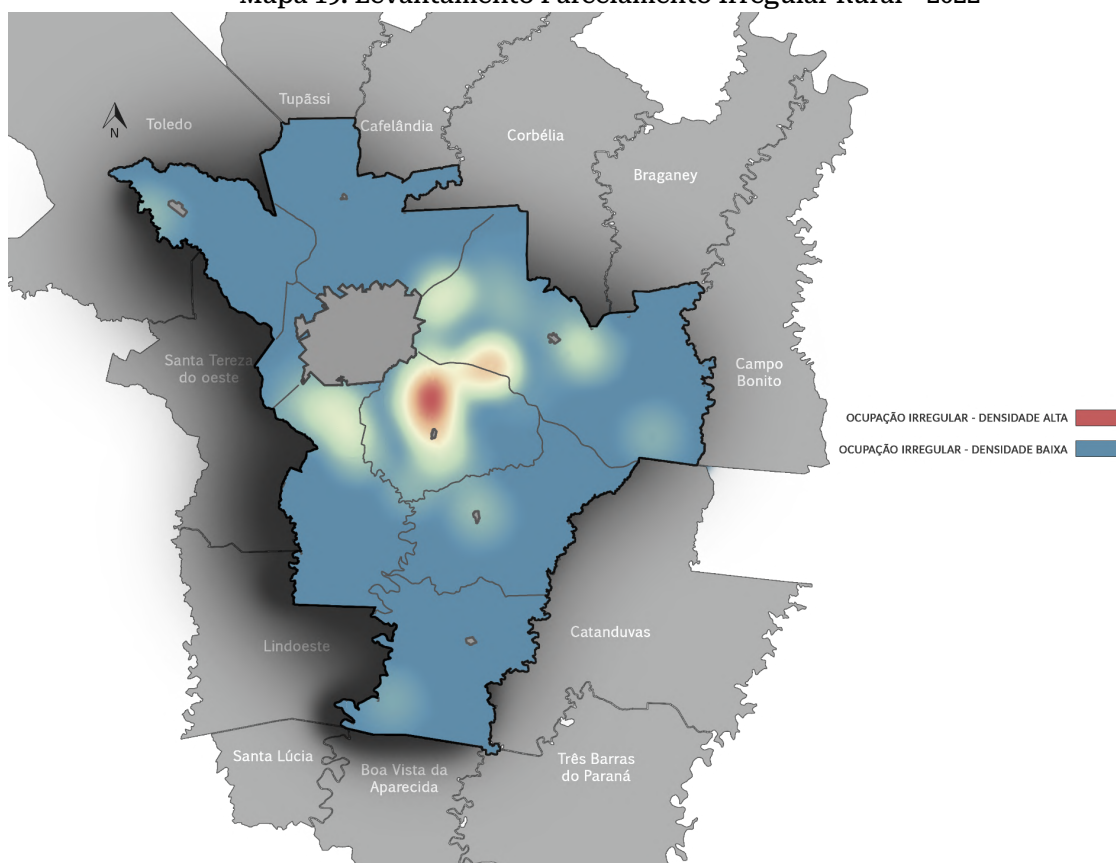 Mapa 19. Levantamento Parcelamento Irregular Rural - 2022
Tupãssi
Toledo
Cafelândia
Corbélia
N
Braganey
Santa Tereza
do oeste
Campo
Bonito
OCUPAÇÃO IRREGULAR - DENSIDADE ALTA
OCUPAÇÃO IRREGULAR - DENSIDADE BAIXA
Catanduvas
Lindoeste
Santa Lúcia
Boa Vista da
Aparecida
Três Barras
do Paraná